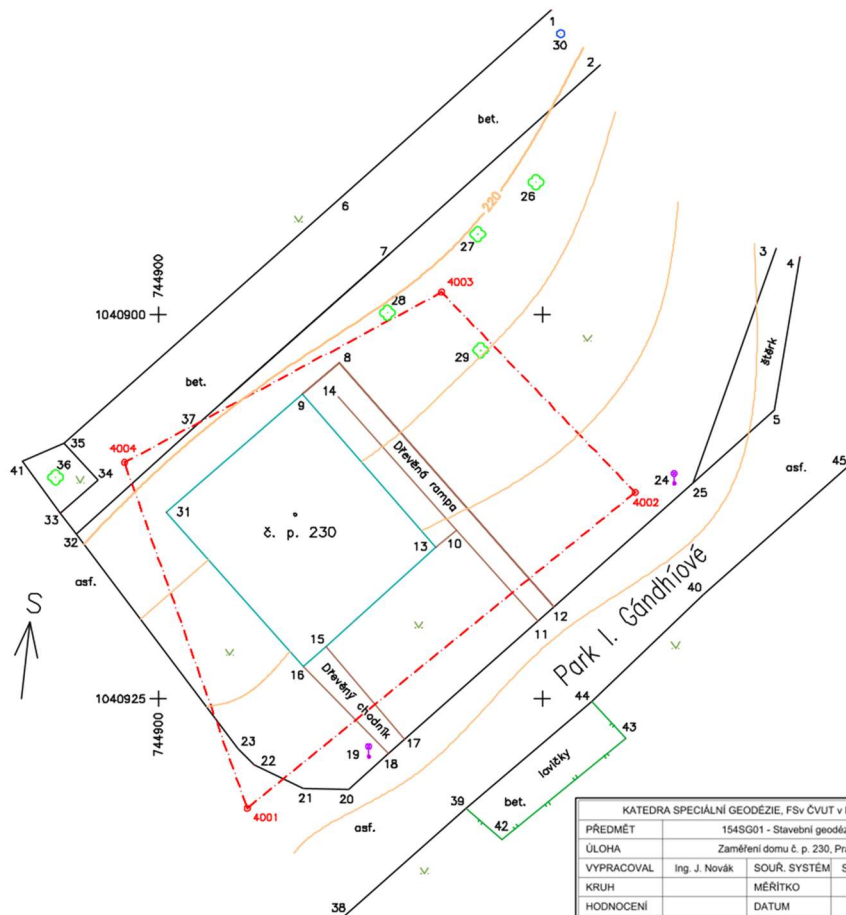 1
30
2
bet.
26
6
220
27
7
3
4
744900
4003
1040900
28
štěrk
29
8
bet.
9
14
5
37
35
4004
Dřevěná rampa
41
36
34
24
45
asf.
25
4002
33
31
č. p. 230
10
32
13
asf.
Park I. Gándhíové
40
S
12
11
15
16
Dřevěný chodník
44
1040925
744900
43
17
23
19
18
lavičky
22
21
20
bet.
39
4001
asf.
42
38
KATEDRA SPECIÁLNÍ GEODÉZIE, FSv ČVUT v
PŘEDMĚT 154SG01 - Stavební geodéz
ÚLOHA Zaměření domu č. p. 230, Pra
VYPRACOVAL Ing. J. Novák SOUŘ. SYSTÉM S
KRUH MĚŘÍTKO
HODNOCENÍ DATUM